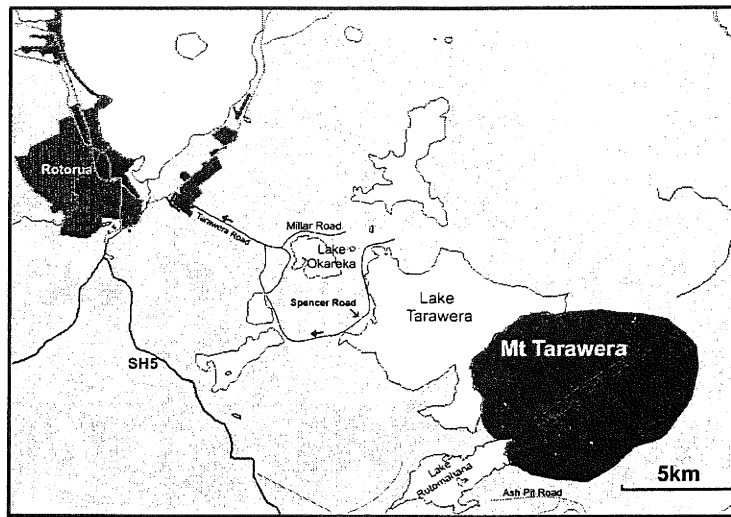 Rotorua
Tarawera Road
Millar Road
Lake
Okareka
Spencer Road
Lake
Tarawera
Mt Tarawera
SH5
Lake
Rotomahana
Ash Pit Road
5km